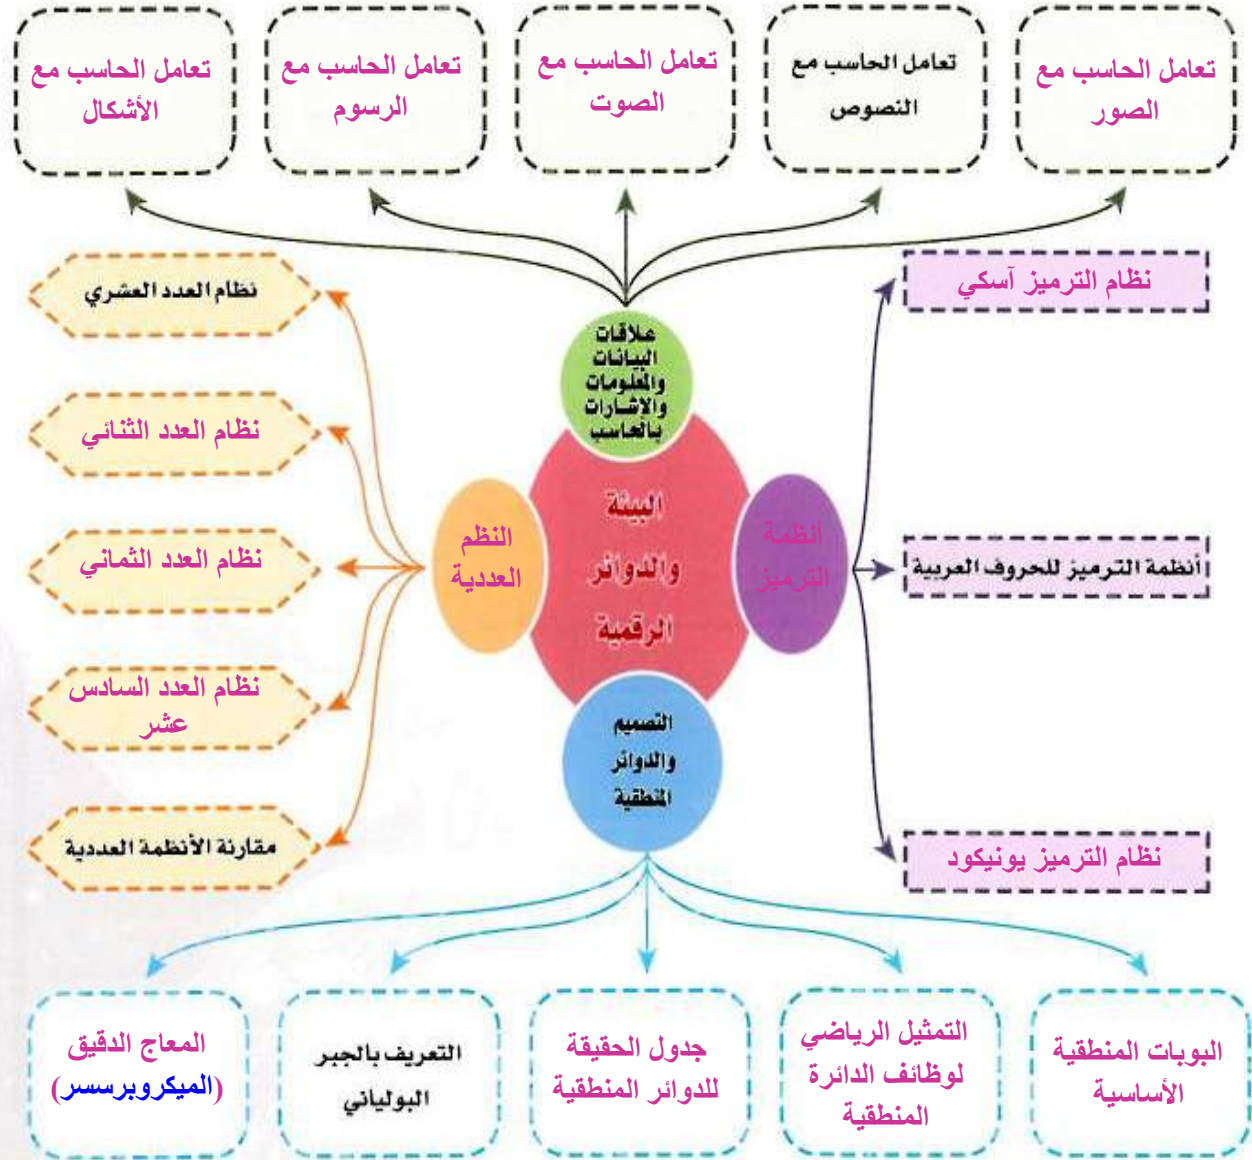 تعامل الحاسب مع
الصور
تعامل الحاسب مع
النصوص
تعامل الحاسب مع
الصوت
تعامل الحاسب مع
الرسوم
تعامل الحاسب مع
الأشكال
علاقات
البيانات
والمعلومات
والإشارات
بالحاسب
نظام الترميز آسكي
أنظمة الترميز للحروف العربية
نظام الترميز يونيكود
أنظمة
الترميز
البيئة
والدوائر
الرقمية
النظم
العددية
نظام العدد العشري
نظام العدد الثنائي
نظام العدد الثماني
نظام العدد السادس
عشر
مقارنة الأنظمة العددية
التصميم
والدوائر
المنطقية
البوبات المنطقية
الأساسية
التمثيل الرياضي
لوظائف الدائرة
المنطقية
جدول الحقيقة
للدوائر المنطقية
التعريف بالجبر
البولياني
المعاج الدقيق
(الميكروبرسسر)